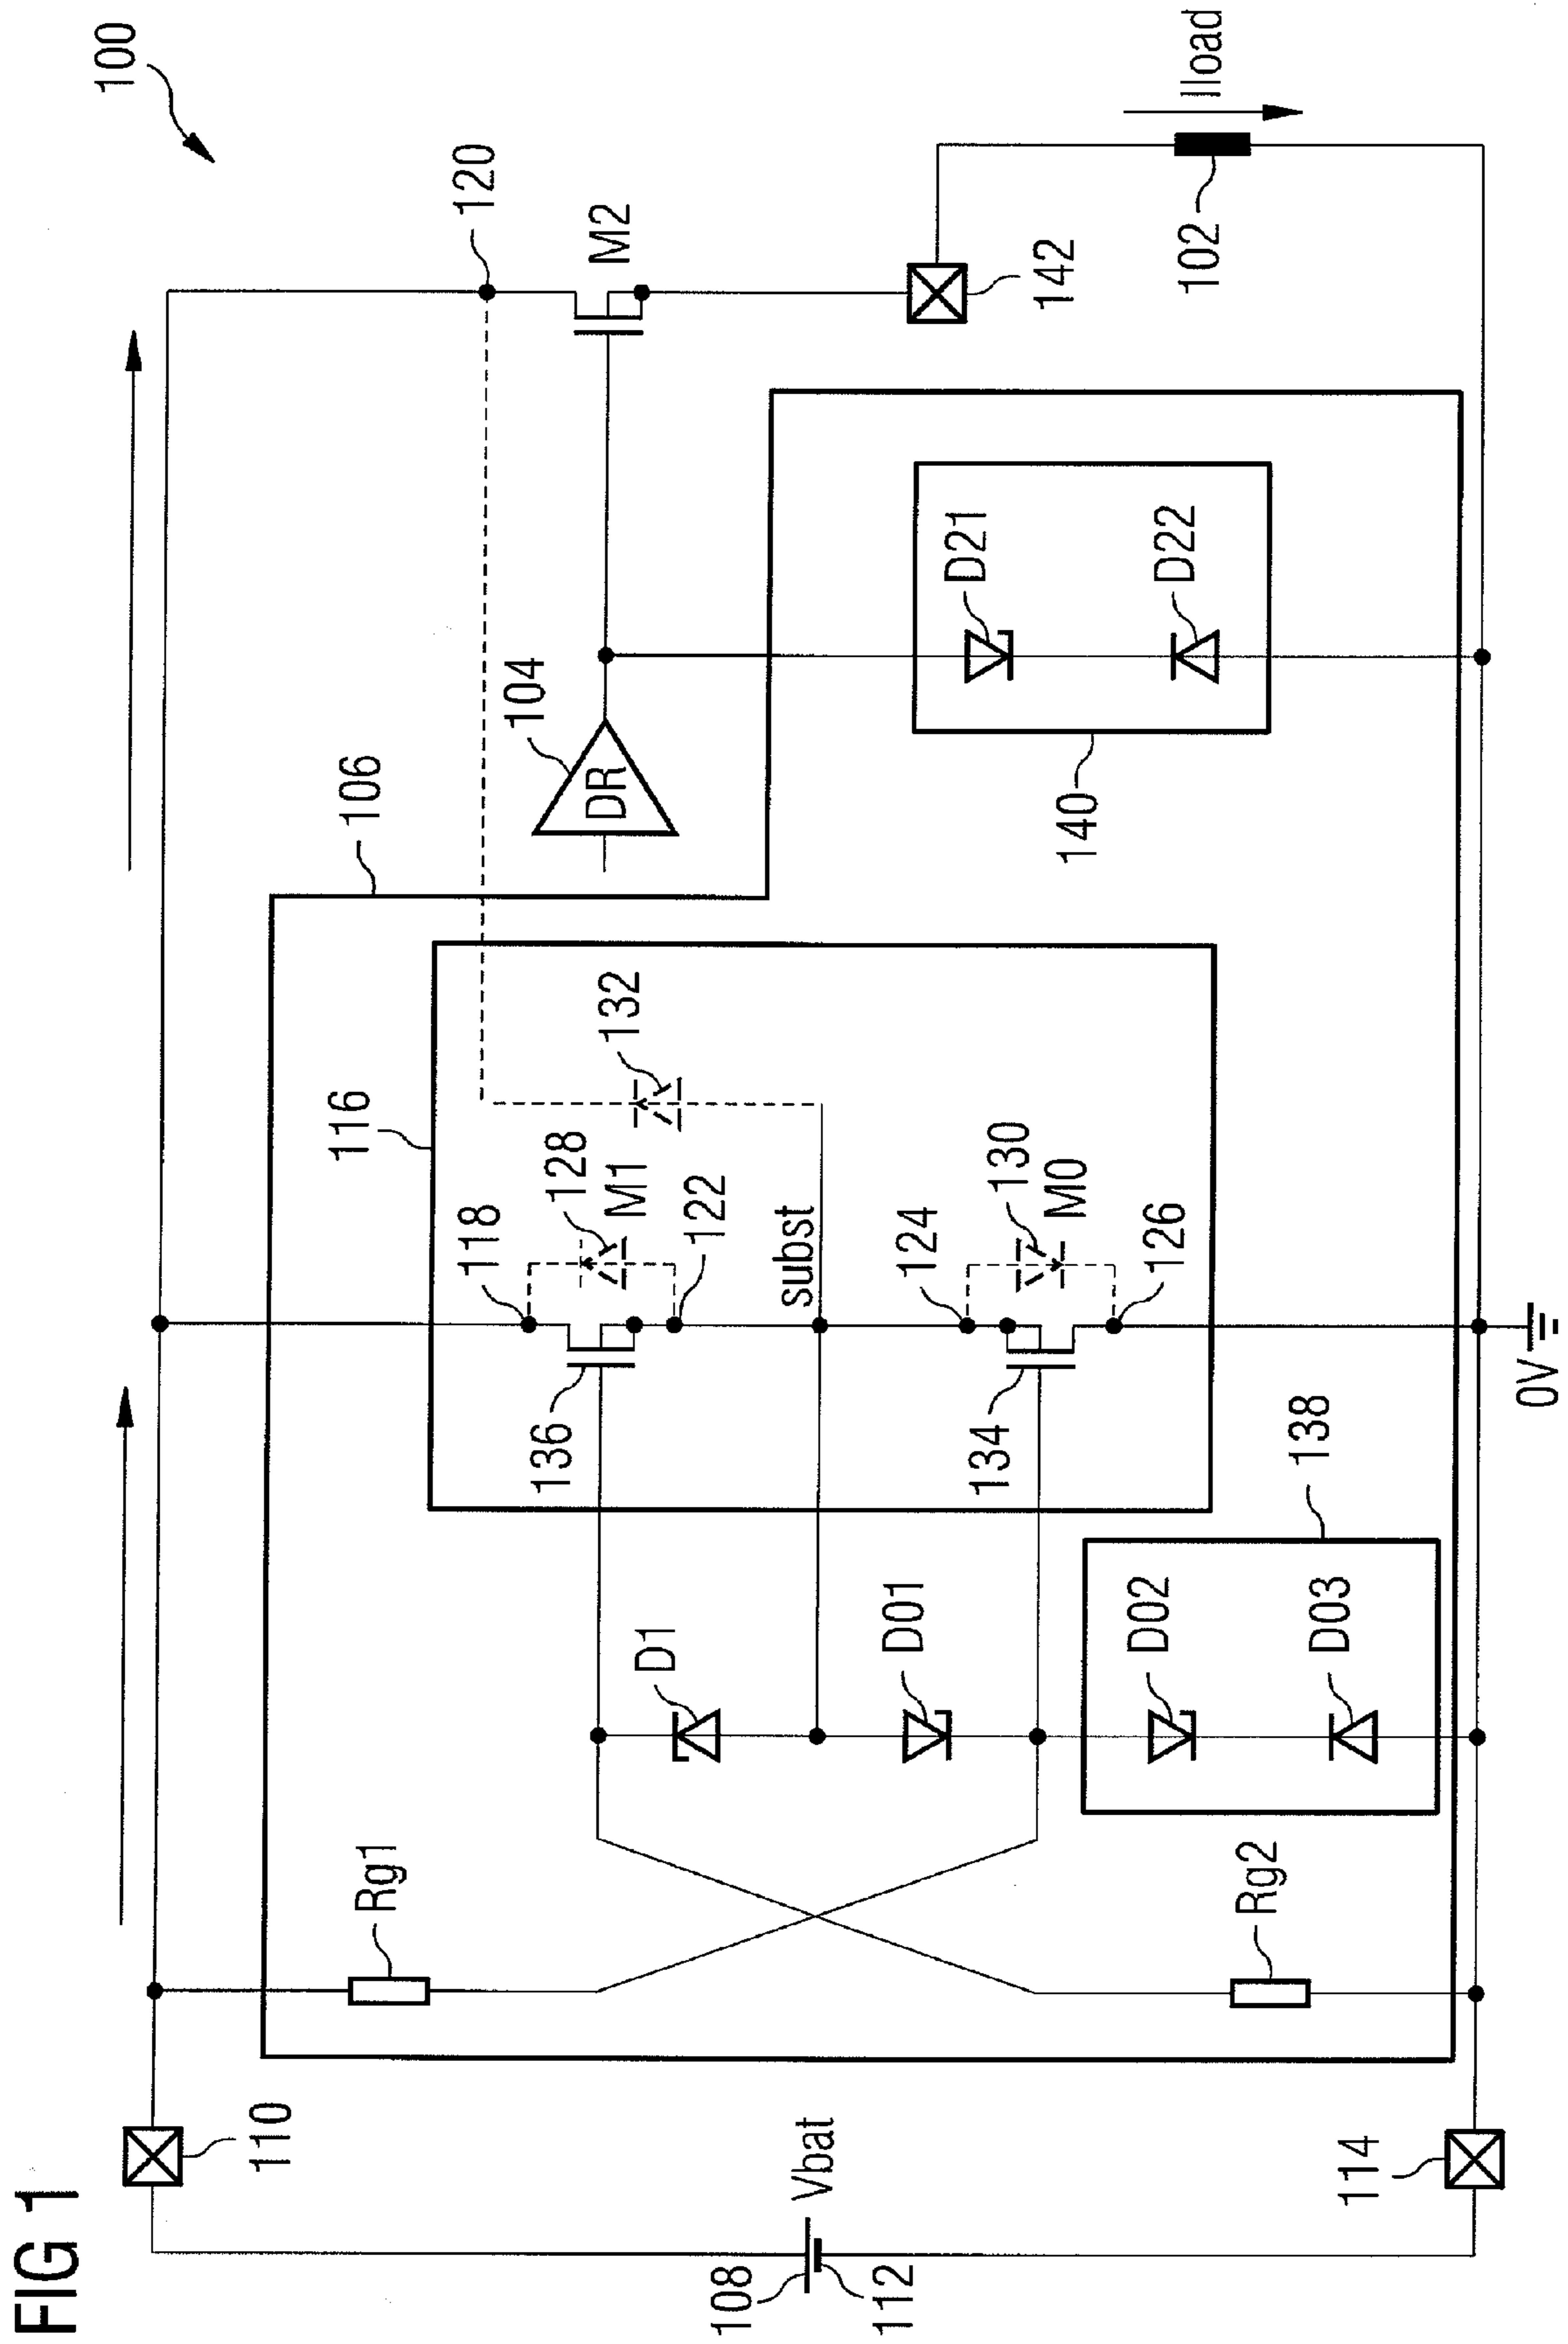 FIG 1
100
120
M2
106
104
DR
116
132
118
128
M1
122
subst
124
130
M0
126
136
134
D1
D01
D02
D03
138
Rg1
Rg2
D21
D22
140
142
102
Iload
110
108
Vbat
112
114
0V